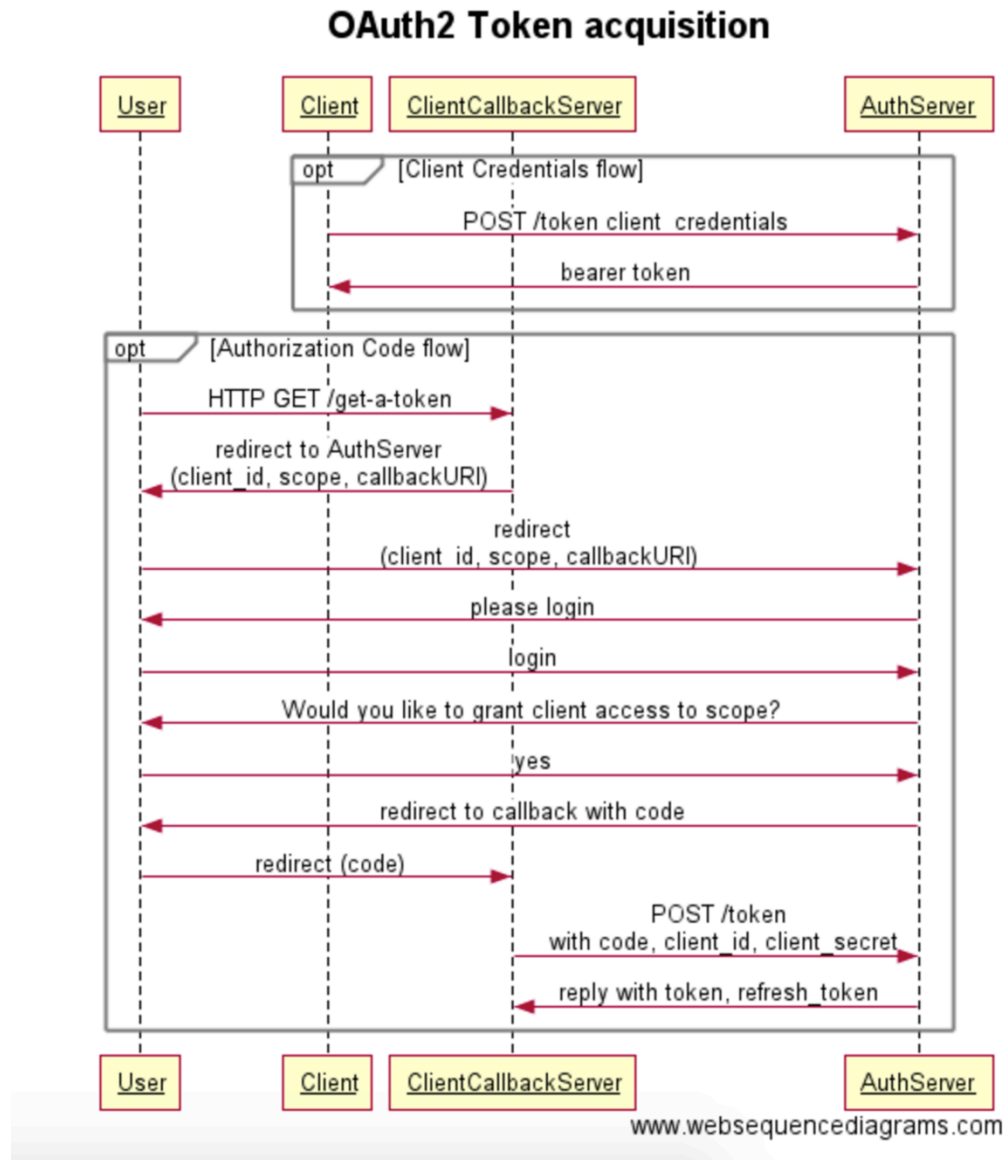 OAuth2 Token acquisition
User
Client
ClientCallbackServer
AuthServer
opt
[Client Credentials flow]
POST /token client_credentials
bearer token
opt
[Authorization Code flow]
HTTP GET /get-a-token
redirect to AuthServer
(client_id, scope, callbackURI)
redirect
(client_id, scope, callbackURI)
please login
login
Would you like to grant client access to scope?
yes
redirect to callback with code
redirect (code)
POST /token
with code, client_id, client_secret
reply with token, refresh_token
User
Client
ClientCallbackServer
AuthServer
www.websequencediagrams.com